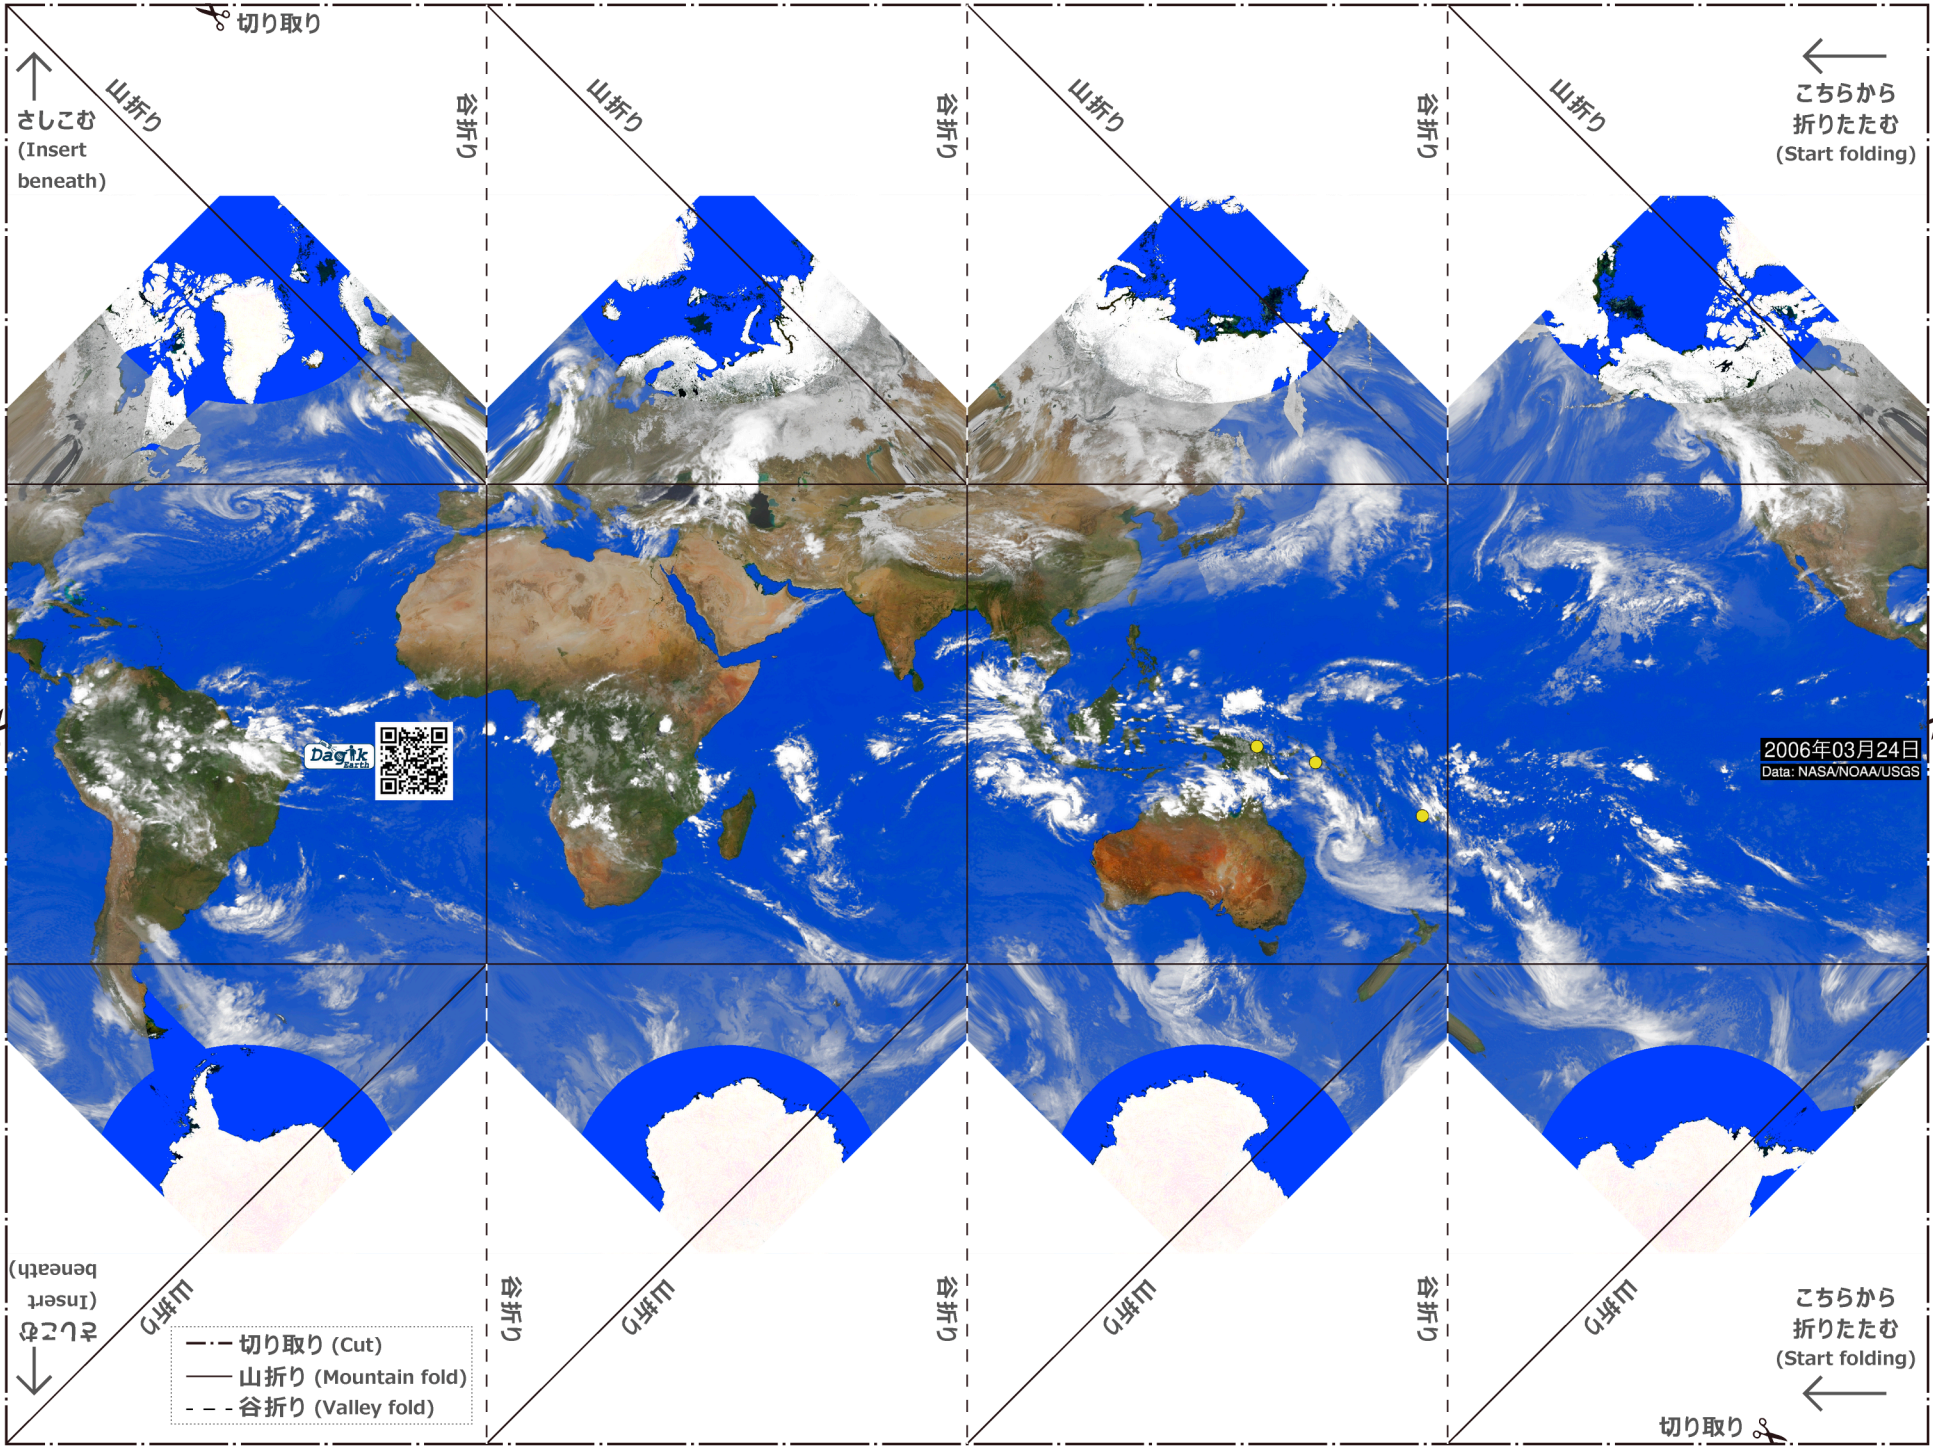 切り取り
山折り
谷折り
山折り
谷折り
山折り
谷折り
山折り
さしこむ
(Insert
beneath)
こちらから
折りたたむ
(Start folding)
Dagik
Earth
2006年03月24日
Data: NASA/NOAA/USGS
さしこむ
(Insert
beneath)
山折り
谷折り
山折り
谷折り
山折り
谷折り
山折り
こちらから
折りたたむ
(Start folding)
切り取り (Cut)
山折り (Mountain fold)
谷折り (Valley fold)
切り取り